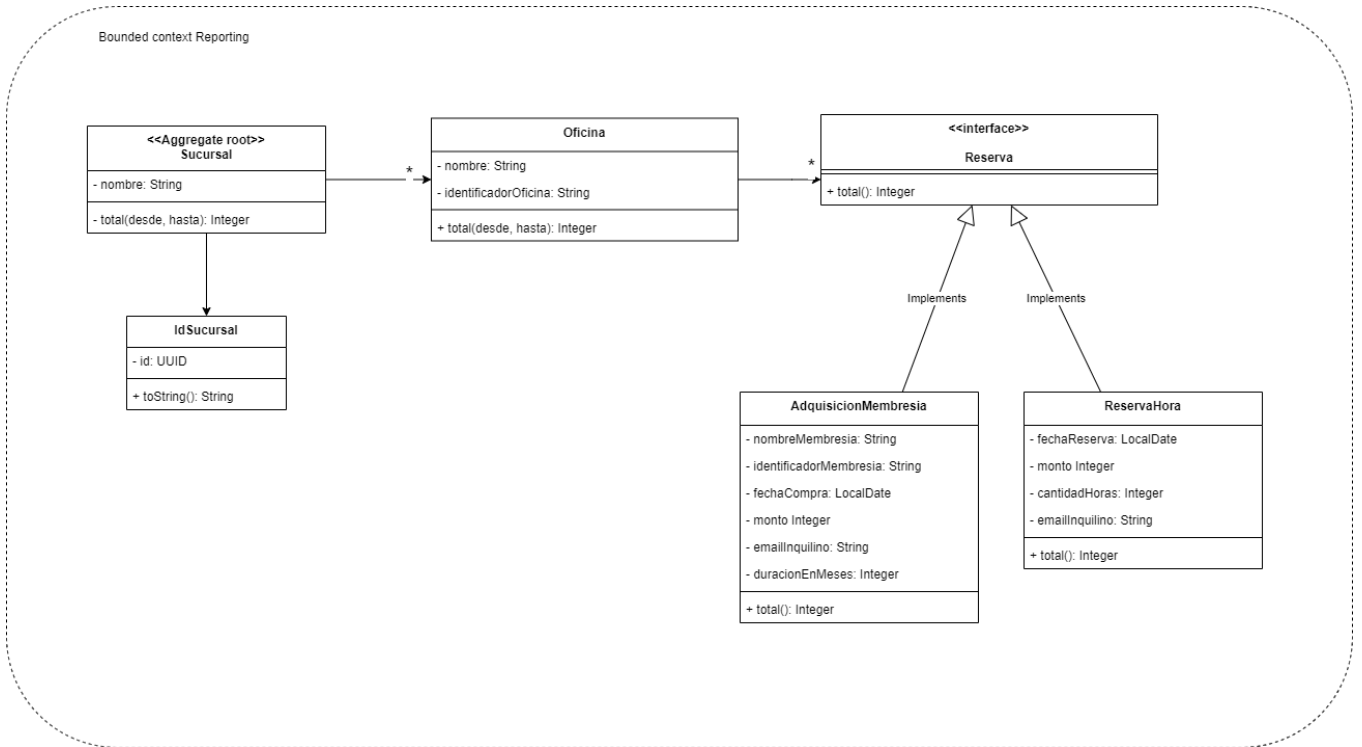 Bounded context Reporting
<<Aggregate root>>
Sucursal
- nombre: String
- total(desde, hasta): Integer
*
Oficina
- nombre: String
- identificadorOficina: String
+ total(desde, hasta): Integer
*
<<interface>>
Reserva
+ total(): Integer
Implements
Implements
IdSucursal
- id: UUID
+ toString(): String
AdquisicionMembresia
- nombreMembresia: String
- identificadorMembresia: String
- fechaCompra: LocalDate
- monto Integer
- emailInquilino: String
- duracionEnMeses: Integer
+ total(): Integer
ReservaHora
- fechaReserva: LocalDate
- monto Integer
- cantidadHoras: Integer
- emailInquilino: String
+ total(): Integer